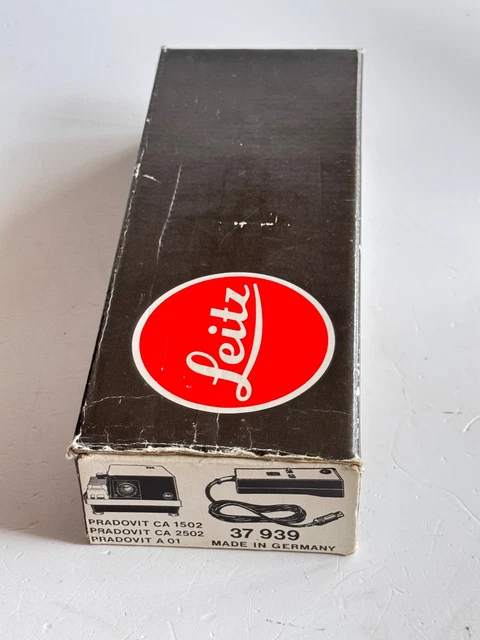 Leitz
PRADOVIT CA 1502
PRADOVIT CA 2502
PRADOVIT A 01
37 939
MADE IN GERMANY